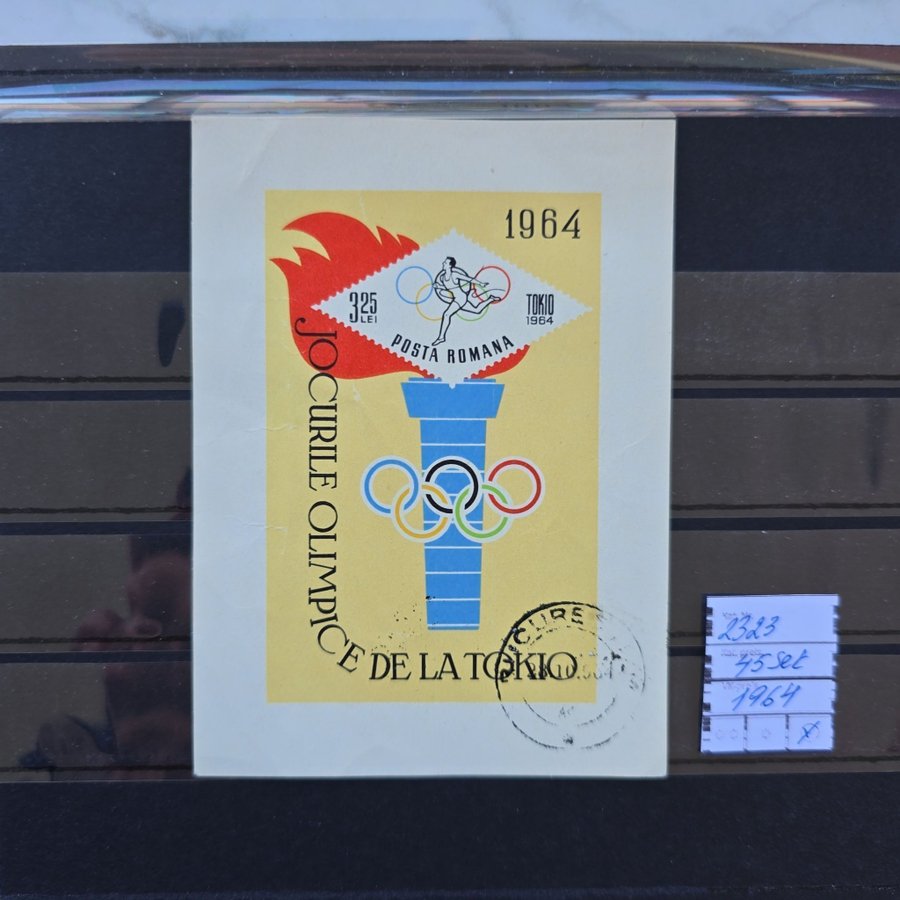 1964
3.25
LEI
TOKIO
1964
POSTA ROMANA
JOCURILE OLIMPICE
DE LA TOKIO
2323
45 set
1964